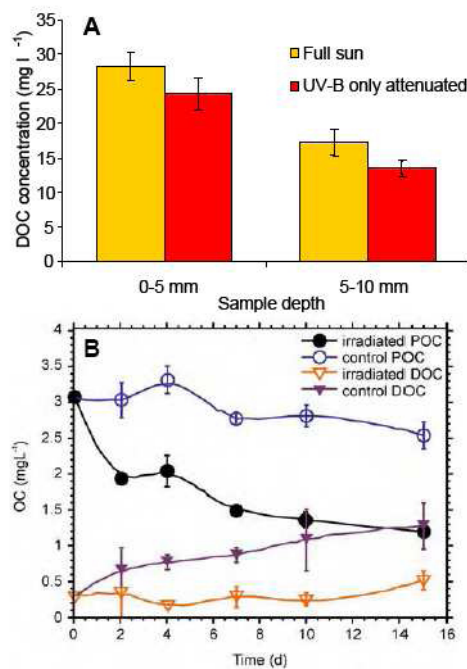 A
Full sun
UV-B only attenuated
DOC concentration (mg l⁻¹)
35
30
25
20
15
10
5
0
0-5 mm
5-10 mm
Sample depth
B
irradiated POC
control POC
irradiated DOC
control DOC
OC (mgL⁻¹)
4
3.5
3
2.5
2
1.5
1
0.5
0
0 2 4 6 8 10 12 14 16
Time (d)